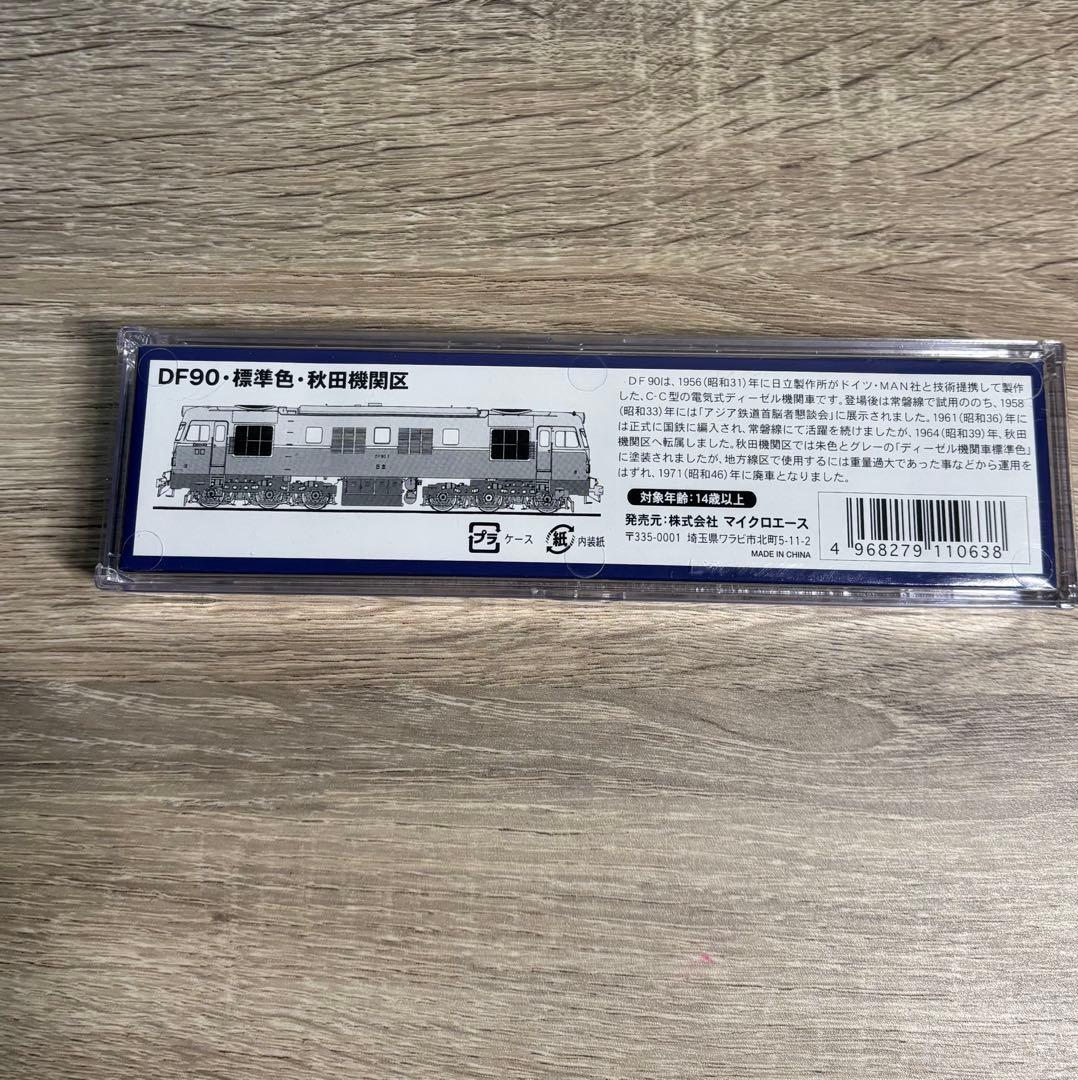 DF90・標準色・秋田機関区
DF90 1
日立
DF90は、1956(昭和31)年に日立製作所がドイツ・MAN社と技術提携して製作
した、C-C型の電気式ディーゼル機関車です。登場後は常磐線で試用ののち、1958
(昭和33)年には「アジア鉄道首脳者懇談会」に展示されました。1961(昭和36)年に
は正式に国鉄に編入され、常磐線にて活躍を続けましたが、1964(昭和39)年、秋田
機関区へ転属しました。秋田機関区では朱色とグレーの「ディーゼル機関車標準色」
に塗装されましたが、地方線区で使用するには重量過大であった事などから運用を
はずれ、1971(昭和46)年に廃車となりました。
対象年齢:14歳以上
発売元:株式会社 マイクロエース
〒335-0001 埼玉県ワラビ市北町5-11-2
MADE IN CHINA
プラ ケース
紙 内装紙
4 968279 110638